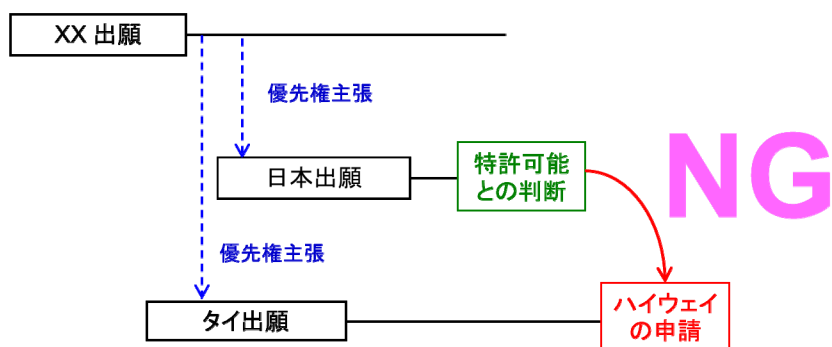 XX 出願
優先権主張
日本出願
特許可能
との判断
NG
優先権主張
タイ出願
ハイウェイ
の申請